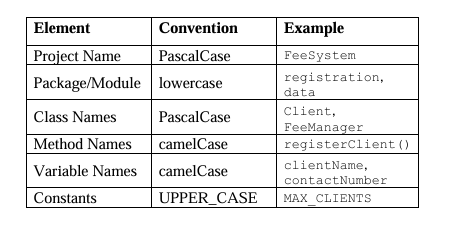 Element Convention Example
Project Name PascalCase FeeSystem
Package/Module lowercase registration,
data
Class Names PascalCase Client,
FeeManager
Method Names camelCase registerClient()
Variable Names camelCase clientName,
contactNumber
Constants UPPER_CASE MAX_CLIENTS